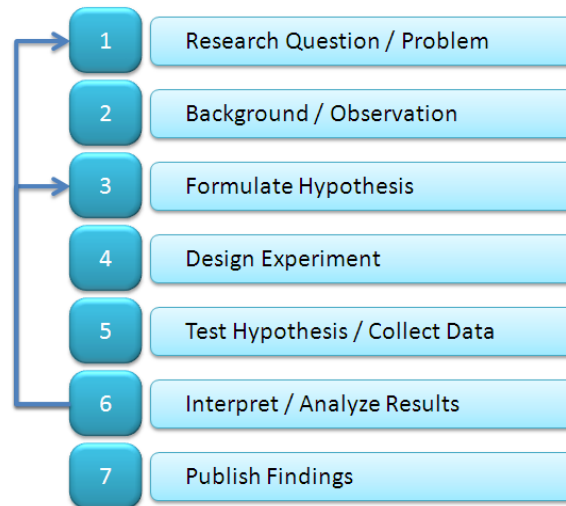 1 Research Question / Problem
2 Background / Observation
3 Formulate Hypothesis
4 Design Experiment
5 Test Hypothesis / Collect Data
6 Interpret / Analyze Results
7 Publish Findings